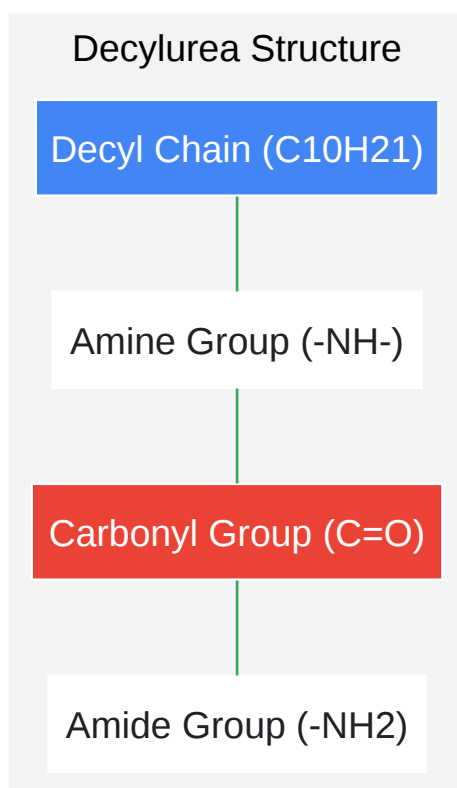 Decylurea Structure
Decyl Chain (C10H21)
Amine Group (-NH-)
Carbonyl Group (C=O)
Amide Group (-NH2)